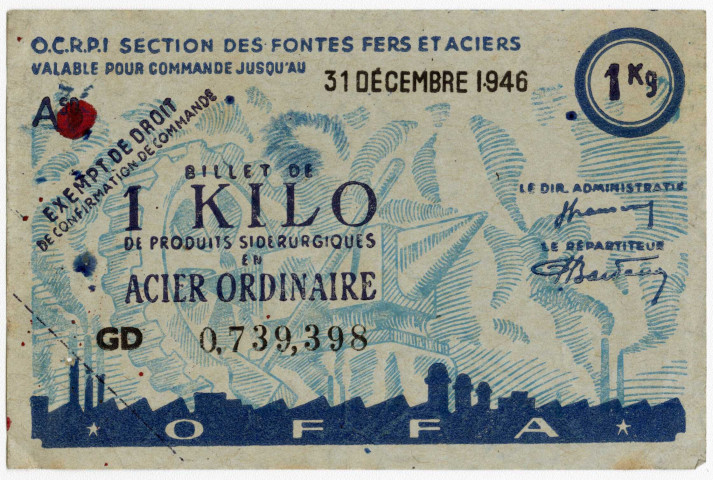 O.C.R.P.I SECTION DES FONTES FERS ET ACIERS
VALABLE POUR COMMANDE JUSQU'AU 31 DÉCEMBRE 1946
1 Kg
A
EXEMPT DE DROIT
DE CONFIRMATION DE COMMANDE
BILLET DE
1 KILO
DE PRODUITS SIDERURGIQUES
EN
ACIER ORDINAIRE
LE DIR. ADMINISTRATIF
LE RÉPARTITEUR
GD 0,739,398
OFFA